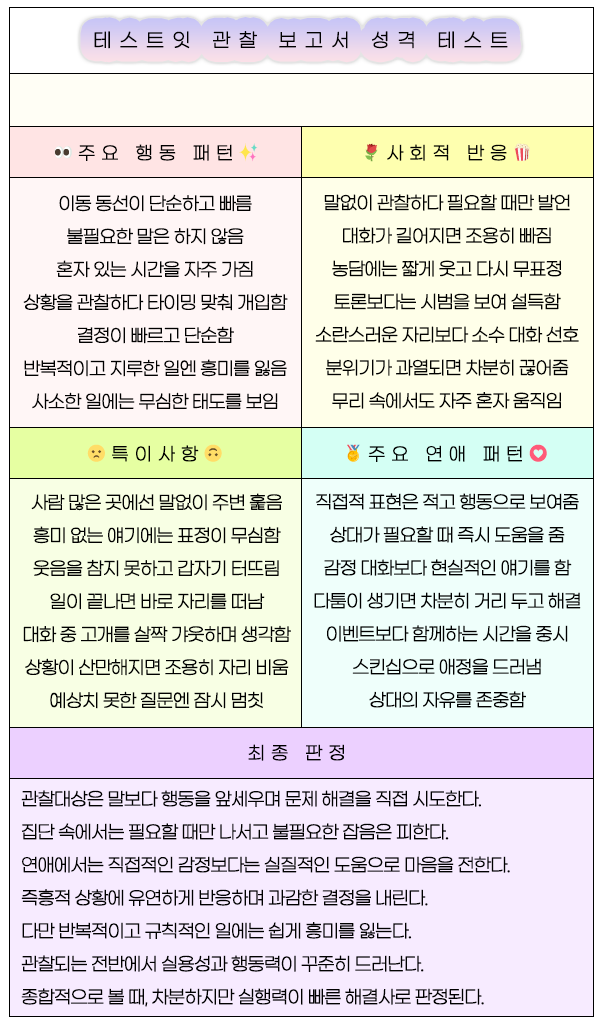 테스트잇 관찰 보고서 성격 테스트
👀 주요 행동 패턴 ✨
이동 동선이 단순하고 빠름
불필요한 말은 하지 않음
혼자 있는 시간을 자주 가짐
상황을 관찰하다 타이밍 맞춰 개입함
결정이 빠르고 단순함
반복적이고 지루한 일엔 흥미를 잃음
사소한 일에는 무심한 태도를 보임
🌹 사회적 반응 🍿
말없이 관찰하다 필요할 때만 발언
대화가 길어지면 조용히 빠짐
농담에는 짧게 웃고 다시 무표정
토론보다는 시범을 보여 설득함
소란스러운 자리보다 소수 대화 선호
분위기가 과열되면 차분히 끊어줌
무리 속에서도 자주 혼자 움직임
🙁 특이사항 🙃
사람 많은 곳에선 말없이 주변 훑음
흥미 없는 얘기에는 표정이 무심함
웃음을 참지 못하고 갑자기 터뜨림
일이 끝나면 바로 자리를 떠남
대화 중 고개를 살짝 갸웃하며 생각함
상황이 산만해지면 조용히 자리 비움
예상치 못한 질문엔 잠시 멈칫
🏅 주요 연애 패턴 💟
직접적 표현은 적고 행동으로 보여줌
상대가 필요할 때 즉시 도움을 줌
감정 대화보다 현실적인 얘기를 함
다툼이 생기면 차분히 거리 두고 해결
이벤트보다 함께하는 시간을 중시
스킨십으로 애정을 드러냄
상대의 자유를 존중함
최종 판정
관찰대상은 말보다 행동을 앞세우며 문제 해결을 직접 시도한다.
집단 속에서는 필요할 때만 나서고 불필요한 잡음은 피한다.
연애에서는 직접적인 감정보다는 실질적인 도움으로 마음을 전한다.
즉흥적 상황에 유연하게 반응하며 과감한 결정을 내린다.
다만 반복적이고 규칙적인 일에는 쉽게 흥미를 잃는다.
관찰되는 전반에서 실용성과 행동력이 꾸준히 드러난다.
종합적으로 볼 때, 차분하지만 실행력이 빠른 해결사로 판정된다.